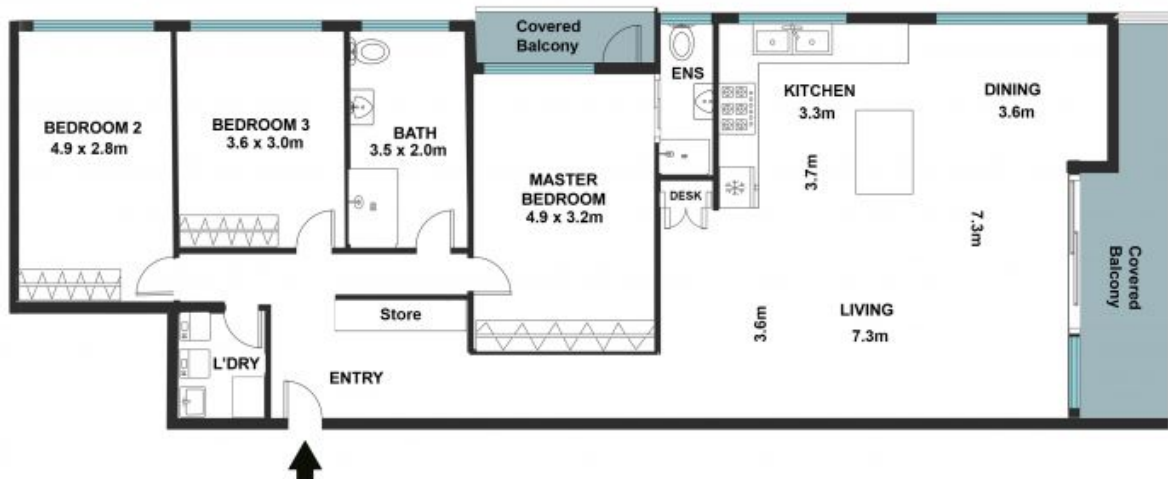 Covered
Balcony
BEDROOM 2
4.9 x 2.8m
BEDROOM 3
3.6 x 3.0m
BATH
3.5 x 2.0m
MASTER
BEDROOM
4.9 x 3.2m
ENS
DESK
KITCHEN
3.3m
3.7m
DINING
3.6m
7.3m
Covered
Balcony
Store
L'DRY
ENTRY
3.6m
LIVING
7.3m